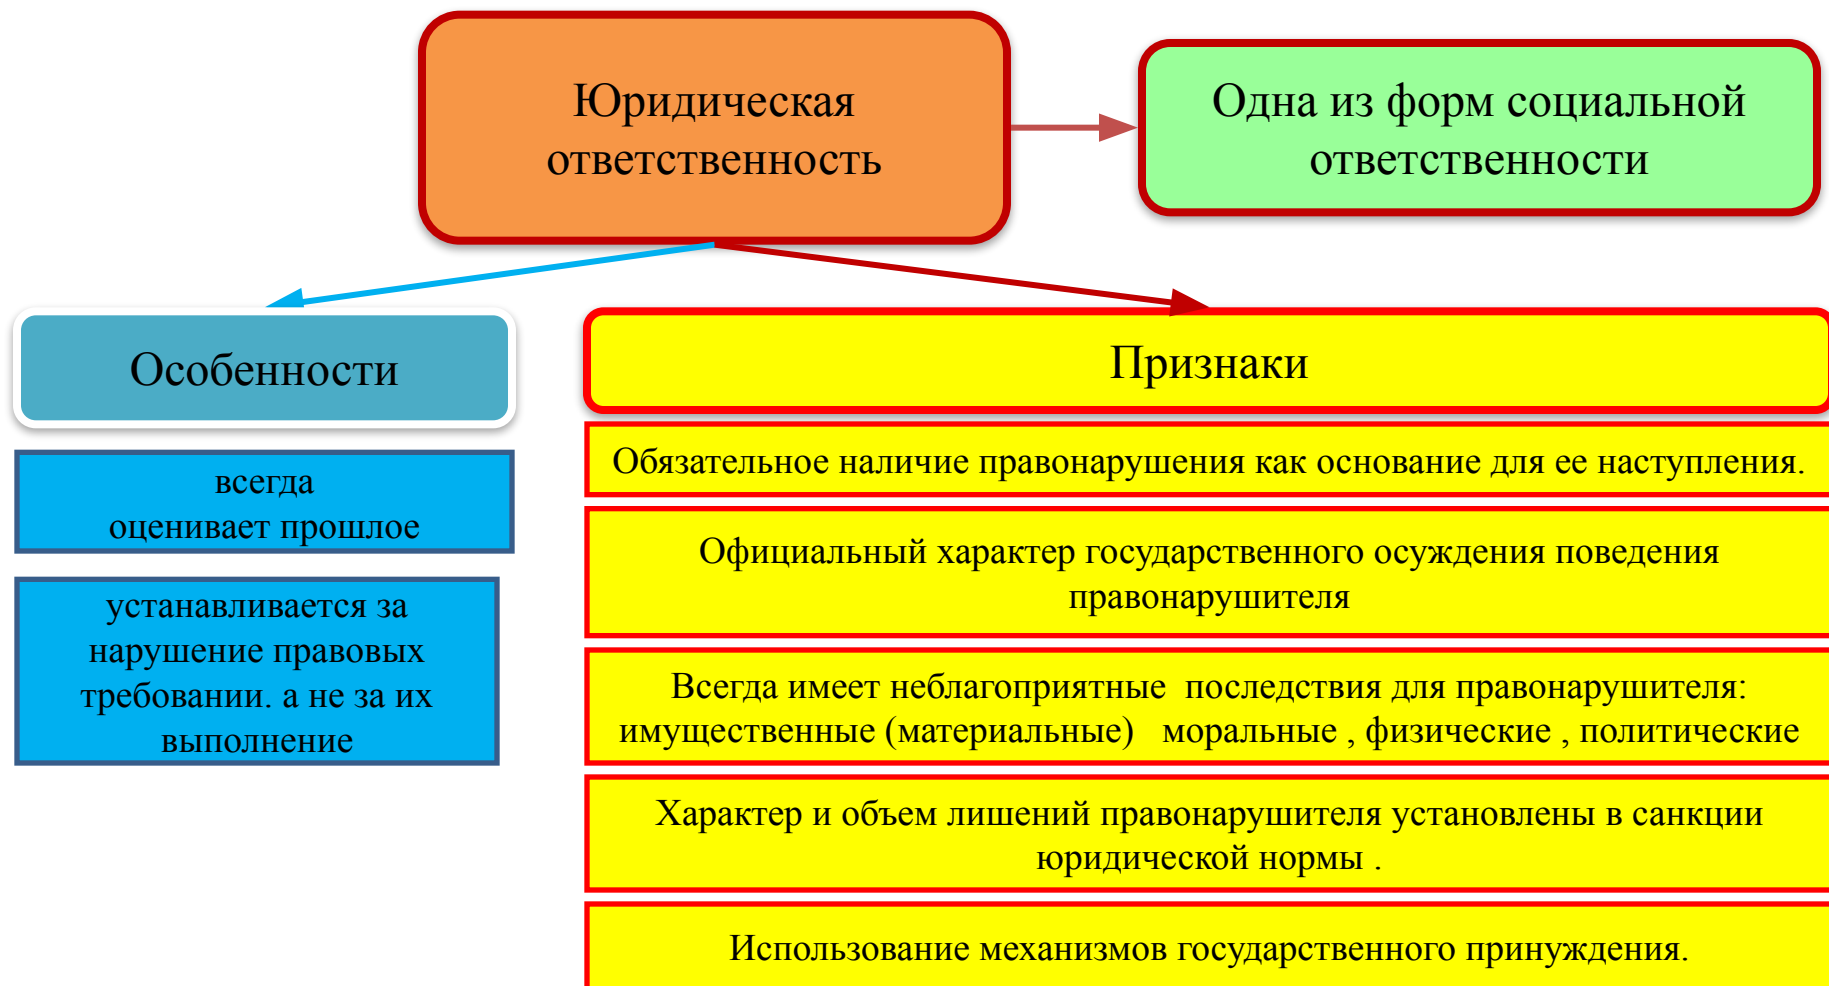 Юридическая
ответственность
Одна из форм социальной
ответственности
Особенности
всегда
оценивает прошлое
устанавливается за
нарушение правовых
требовании. а не за их
выполнение
Признаки
Обязательное наличие правонарушения как основание для ее наступления.
Официальный характер государственного осуждения поведения
правонарушителя
Всегда имеет неблагоприятные  последствия для правонарушителя:
имущественные (материальные)   моральные , физические , политические
Характер и объем лишений правонарушителя установлены в санкции
юридической нормы .
Использование механизмов государственного принуждения.